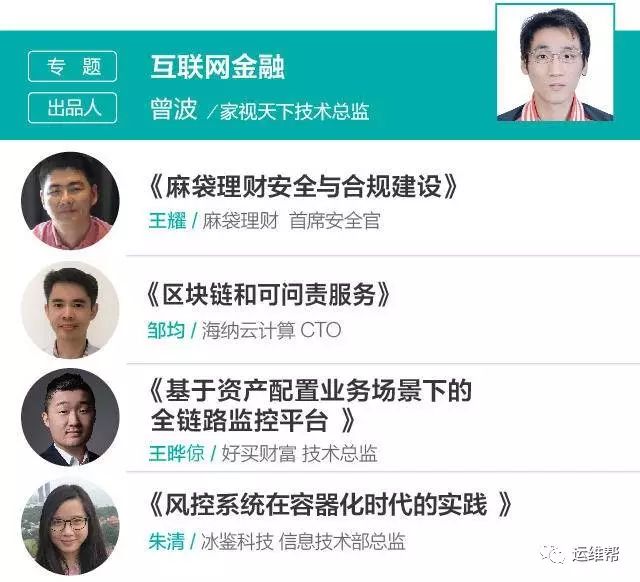 专 题 互联网金融
出品人 曾波 / 家视天下技术总监
《麻袋理财安全与合规建设》
王耀 / 麻袋理财 首席安全官
《区块链和可问责服务》
邹均 / 海纳云计算 CTO
《基于资产配置业务场景下的
全链路监控平台 》
王晔倞 / 好买财富 技术总监
《风控系统在容器化时代的实践 》
朱清 / 冰鉴科技 信息技术部总监
运维帮